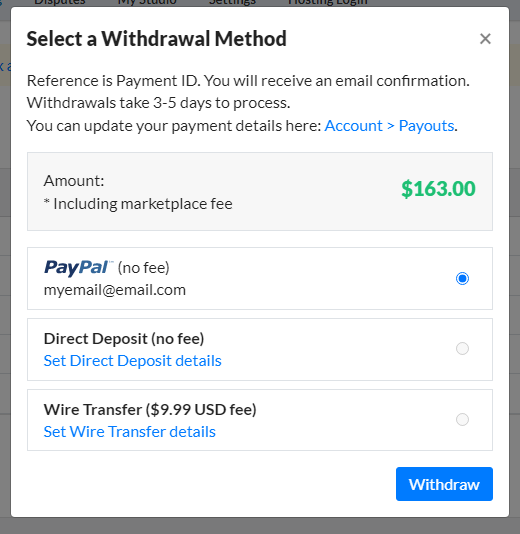 Disputes My Studio Settings Hosting Login
Select a Withdrawal Method ×
Reference is Payment ID. You will receive an email confirmation.
Withdrawals take 3-5 days to process.
You can update your payment details here: Account > Payouts.
Amount:
$163.00
* Including marketplace fee
PayPal™ (no fee)
myemail@email.com
Direct Deposit (no fee)
Set Direct Deposit details
Wire Transfer ($9.99 USD fee)
Set Wire Transfer details
Withdraw